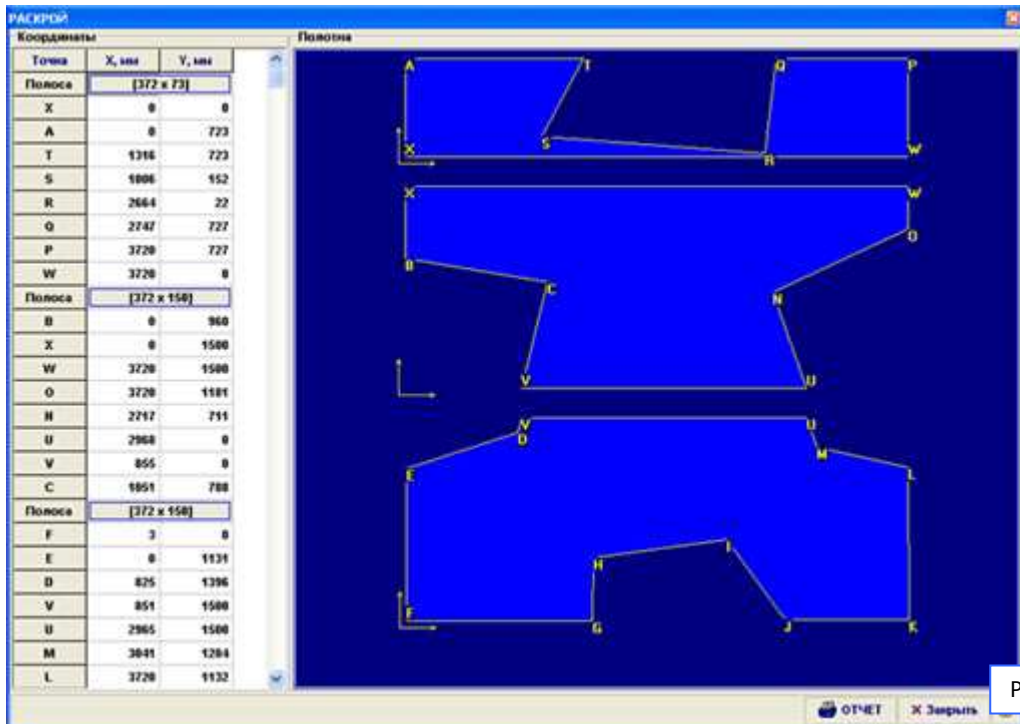 РАСКРОЙ
Координаты
Точка X, мм Y, мм
Полоса [372 x 73]
X 0 0
A 0 723
T 1316 723
S 1006 152
R 2664 22
Q 2747 727
P 3720 727
W 3720 0
Полоса [372 x 150]
B 0 960
X 0 1500
W 3720 1500
O 3720 1181
N 2717 711
U 2968 0
V 855 0
C 1051 788
Полоса [372 x 150]
F 3 0
E 0 1131
D 825 1396
V 851 1500
U 2965 1500
M 3041 1284
L 3720 1132
Полотна
A T Q P
S
X R W
X W
B O
C N
V U
V U
D M
E L
H I
F G J K
ОТЧЕТ X Закрыть
Р